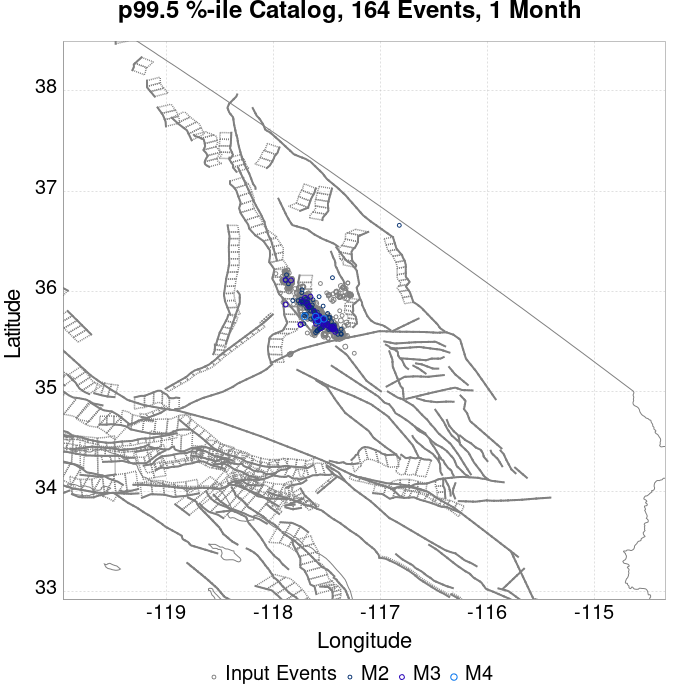 p99.5 %-ile Catalog, 164 Events, 1 Month
38
37
36
35
34
33
Latitude
-119 -118 -117 -116 -115
Longitude
Input Events M2 M3 M4